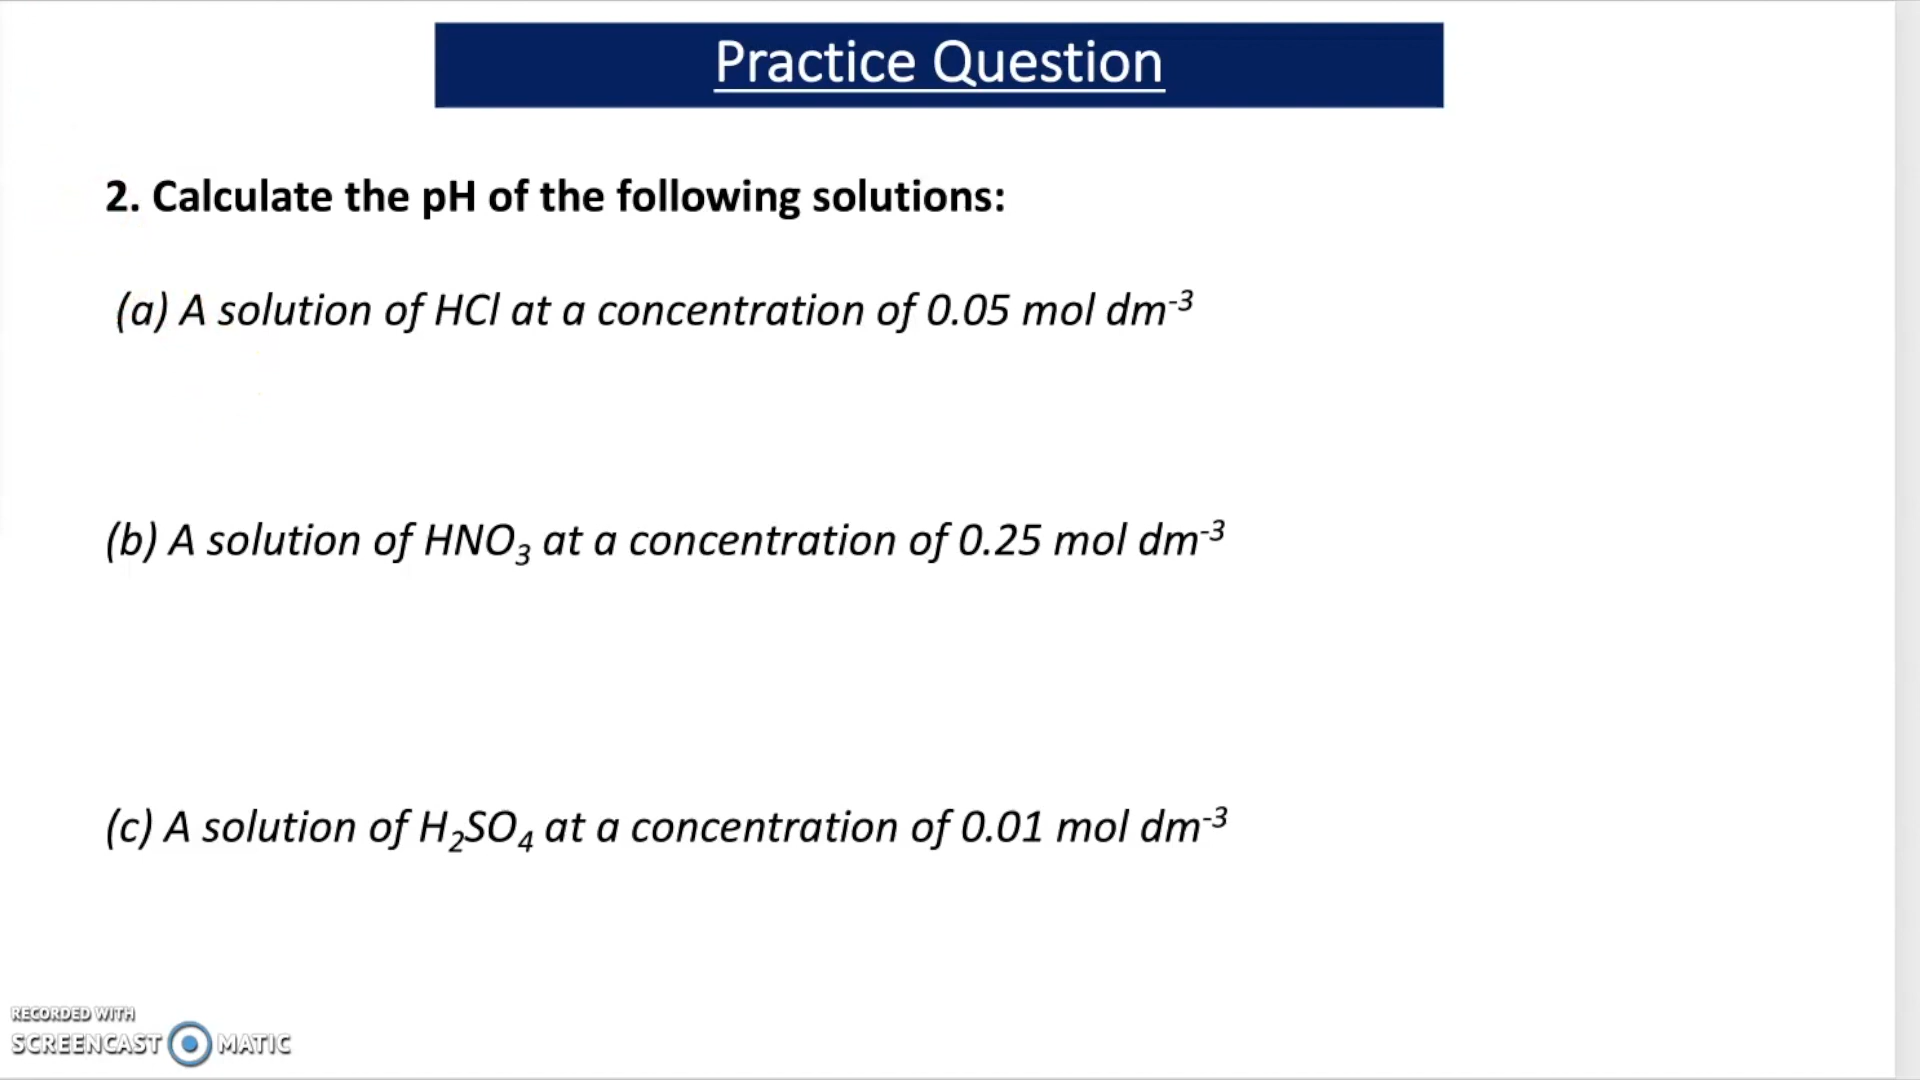 Practice Question
2. Calculate the pH of the following solutions:
(a) A solution of HCl at a concentration of 0.05 mol dm⁻³
(b) A solution of HNO₃ at a concentration of 0.25 mol dm⁻³
(c) A solution of H₂SO₄ at a concentration of 0.01 mol dm⁻³
RECORDED WITH
SCREENCAST MATIC